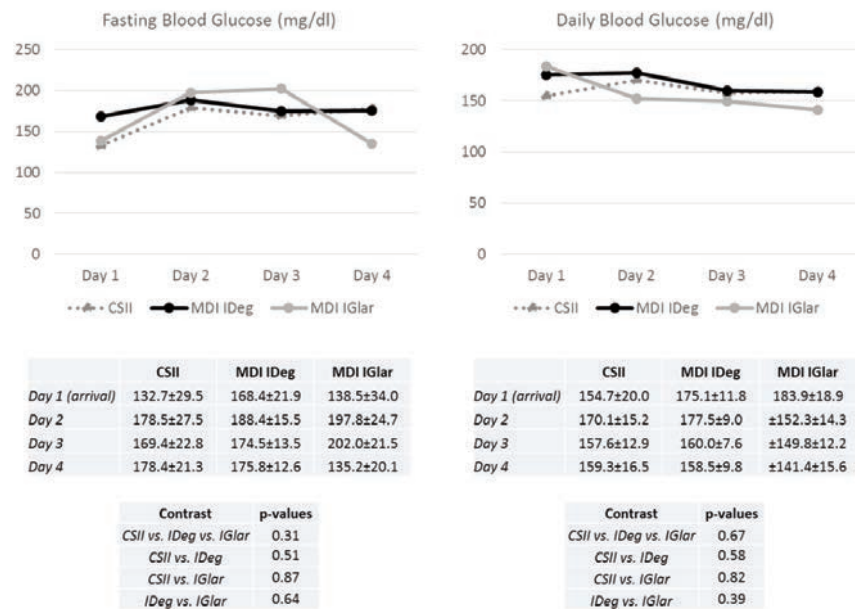 Fasting Blood Glucose (mg/dl)
250
200
150
100
50
0
Day 1 Day 2 Day 3 Day 4
CSII MDI IDeg MDI IGlar
CSII MDI IDeg MDI IGlar
Day 1 (arrival) 132.7±29.5 168.4±21.9 138.5±34.0
Day 2 178.5±27.5 188.4±15.5 197.8±24.7
Day 3 169.4±22.8 174.5±13.5 202.0±21.5
Day 4 178.4±21.3 175.8±12.6 135.2±20.1
Contrast p-values
CSII vs. IDeg vs. IGlar 0.31
CSII vs. IDeg 0.51
CSII vs. IGlar 0.87
IDeg vs. IGlar 0.64
Daily Blood Glucose (mg/dl)
200
150
100
50
0
Day 1 Day 2 Day 3 Day 4
CSII MDI IDeg MDI IGlar
CSII MDI IDeg MDI IGlar
Day 1 (arrival) 154.7±20.0 175.1±11.8 183.9±18.9
Day 2 170.1±15.2 177.5±9.0 ±152.3±14.3
Day 3 157.6±12.9 160.0±7.6 ±149.8±12.2
Day 4 159.3±16.5 158.5±9.8 ±141.4±15.6
Contrast p-values
CSII vs. IDeg vs. IGlar 0.67
CSII vs. IDeg 0.58
CSII vs. IGlar 0.82
IDeg vs. IGlar 0.39